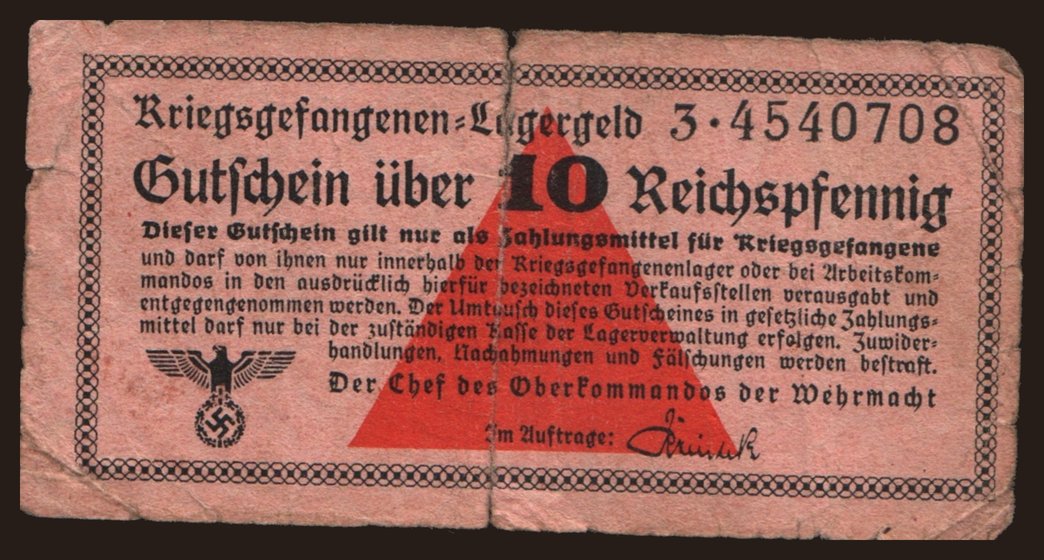 Kriegsgefangenen-Lagergeld 3·4540708
Gutschein über 10 Reichspfennig
Dieser Gutschein gilt nur als Zahlungsmittel für Kriegsgefangene
und darf von ihnen nur innerhalb der Kriegsgefangenenlager oder bei Arbeitskom-
mandos in den ausdrücklich hierfür bezeichneten Verkaufsstellen verausgabt und
entgegengenommen werden. Der Umtausch dieses Gutscheines in gesetzliche Zahlungs-
mittel darf nur bei der zuständigen Kasse der Lagerverwaltung erfolgen. Zuwider-
handlungen, Nachahmungen und Fälschungen werden bestraft.
Der Chef des Oberkommandos der Wehrmacht
Im Auftrage: